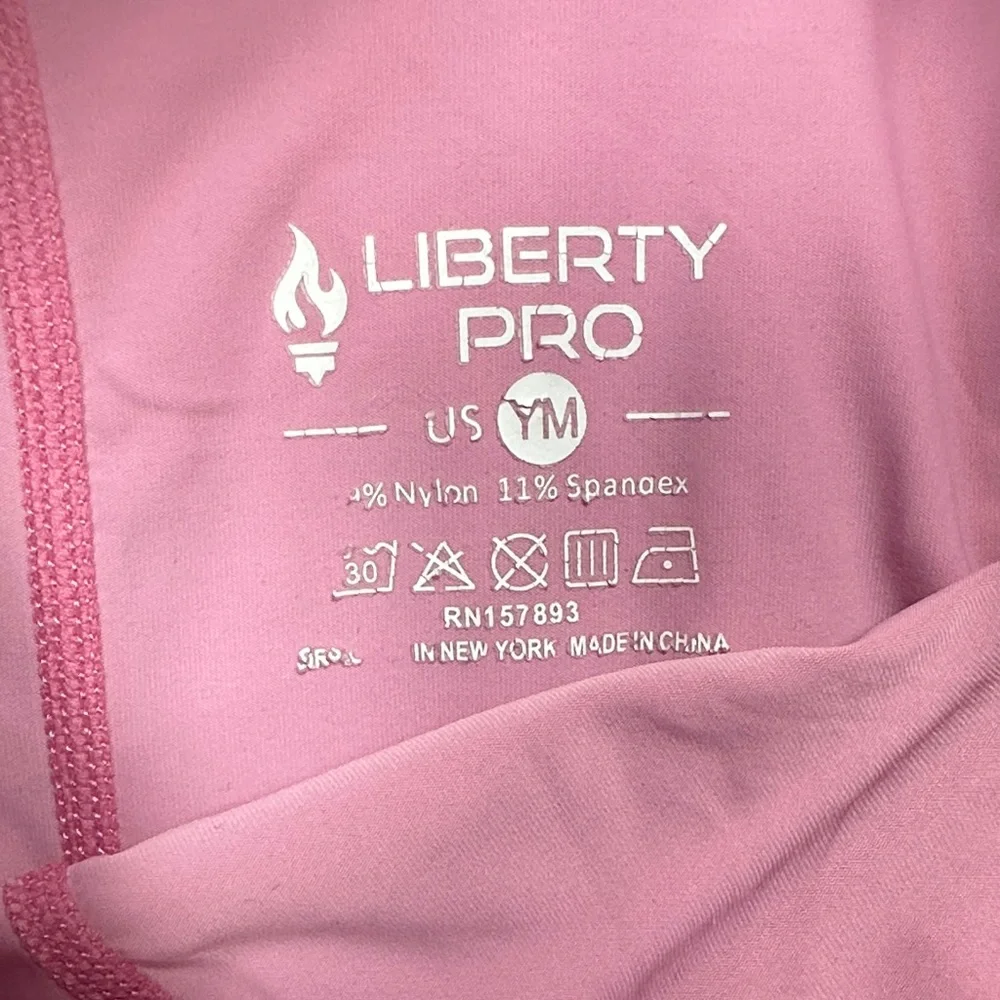 LIBERTY
PRO
US YM
% Nylon 11% Spandex
30
RN157893
IN NEW YORK MADE IN CHINA